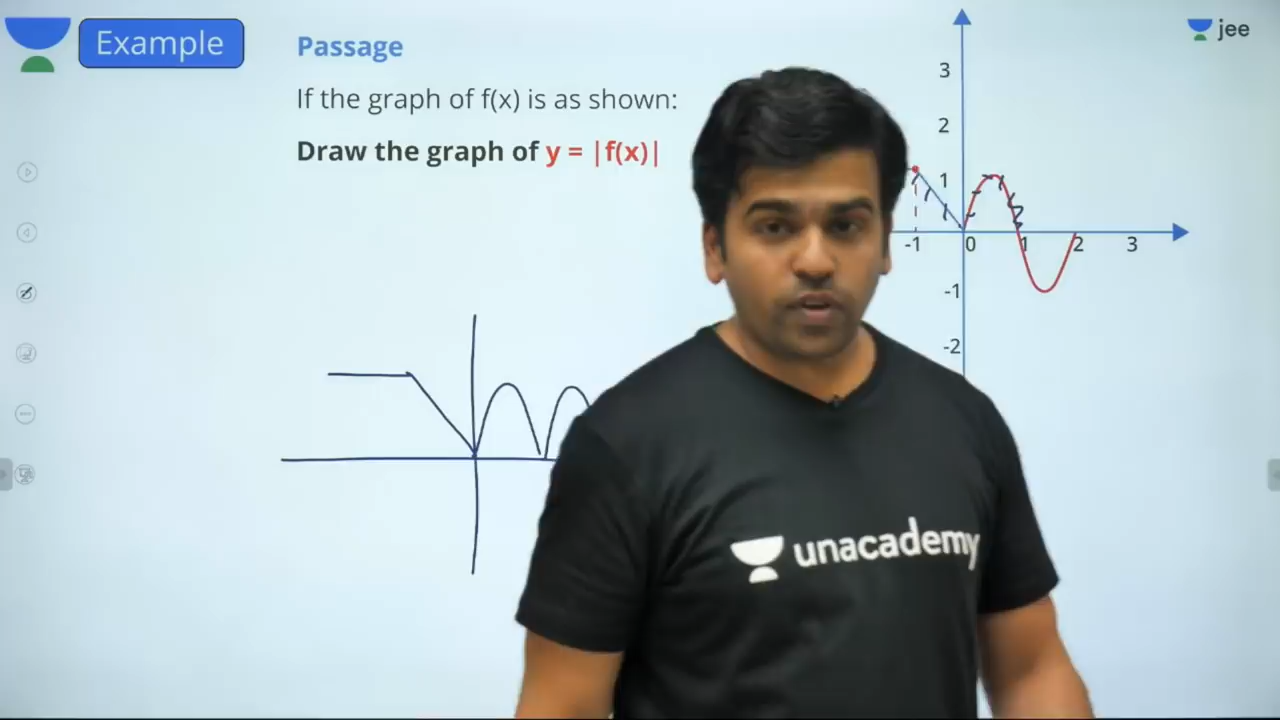 Example
Passage
jee
If the graph of f(x) is as shown:
Draw the graph of y = |f(x)|
3
2
1
-1 0 1 2 3
-1
-2
unacademy